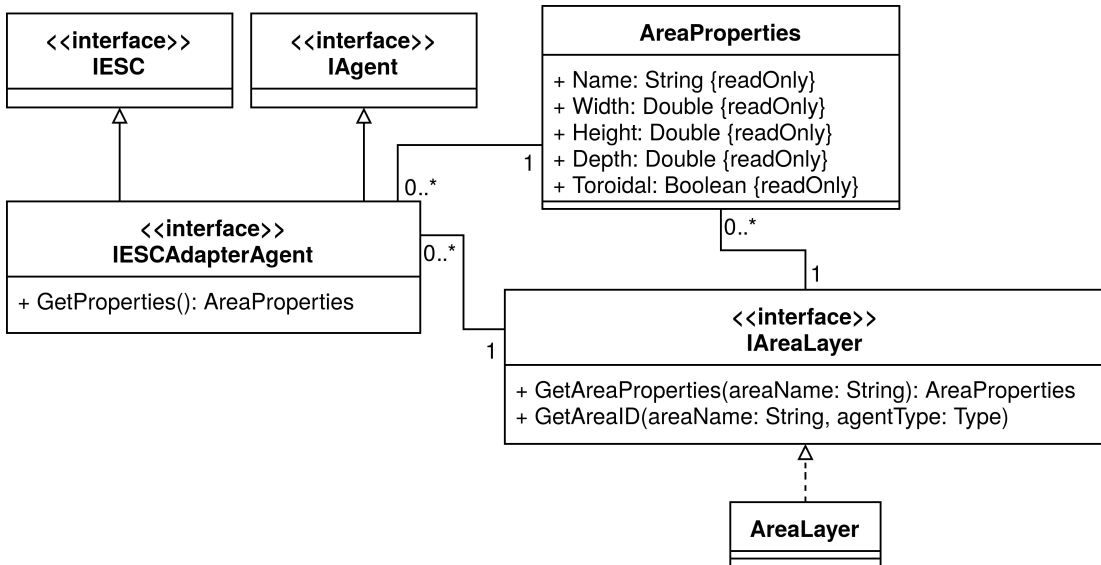 <<interface>>
IESC
<<interface>>
IAgent
AreaProperties
+ Name: String {readOnly}
+ Width: Double {readOnly}
+ Height: Double {readOnly}
+ Depth: Double {readOnly}
+ Toroidal: Boolean {readOnly}
1
0..*
<<interface>>
IESCAdapterAgent
+ GetProperties(): AreaProperties
0..*
1
0..*
1
<<interface>>
IAreaLayer
+ GetAreaProperties(areaName: String): AreaProperties
+ GetAreaID(areaName: String, agentType: Type)
AreaLayer